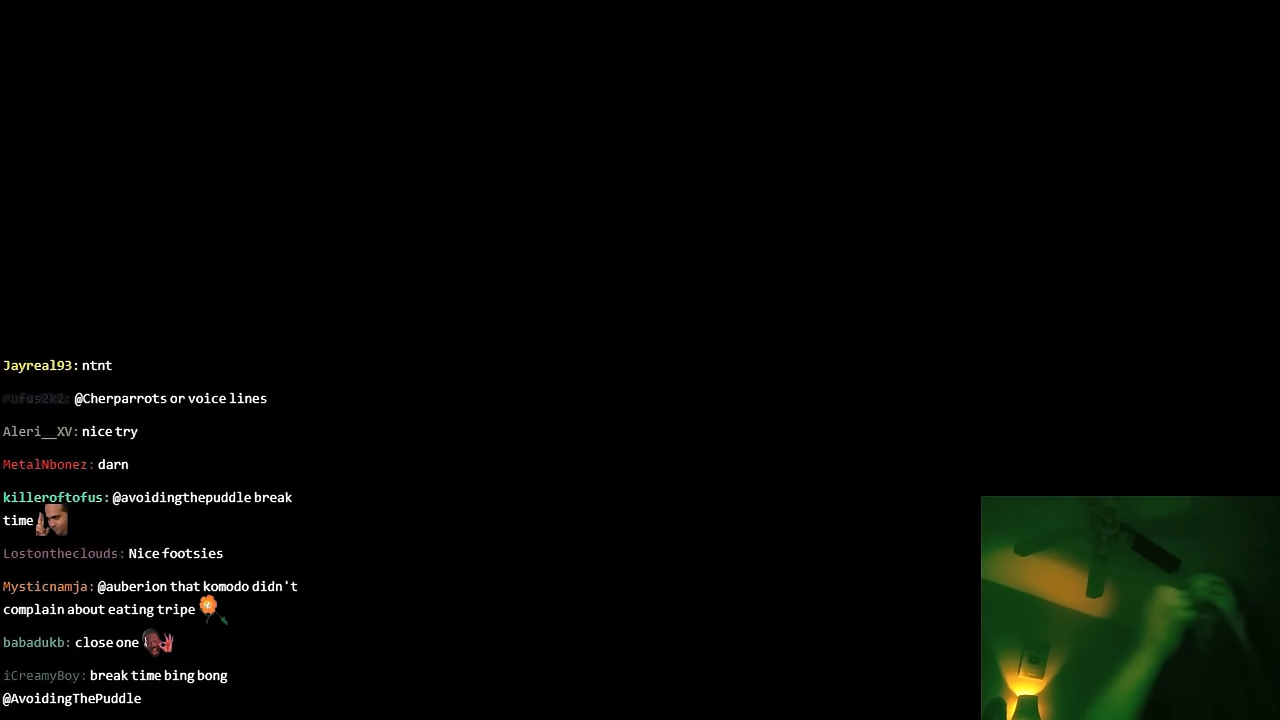 Jayreal93: ntnt
rufus2k2: @Cherparrots or voice lines
Aleri__XV: nice try
MetalNbonez: darn
killeroftofus: @avoidingthepuddle break
time
Lostontheclouds: Nice footsies
Mysticnamja: @auberion that komodo didn't
complain about eating tripe
babadukb: close one
iCreamyBoy: break time bing bong
@AvoidingThePuddle